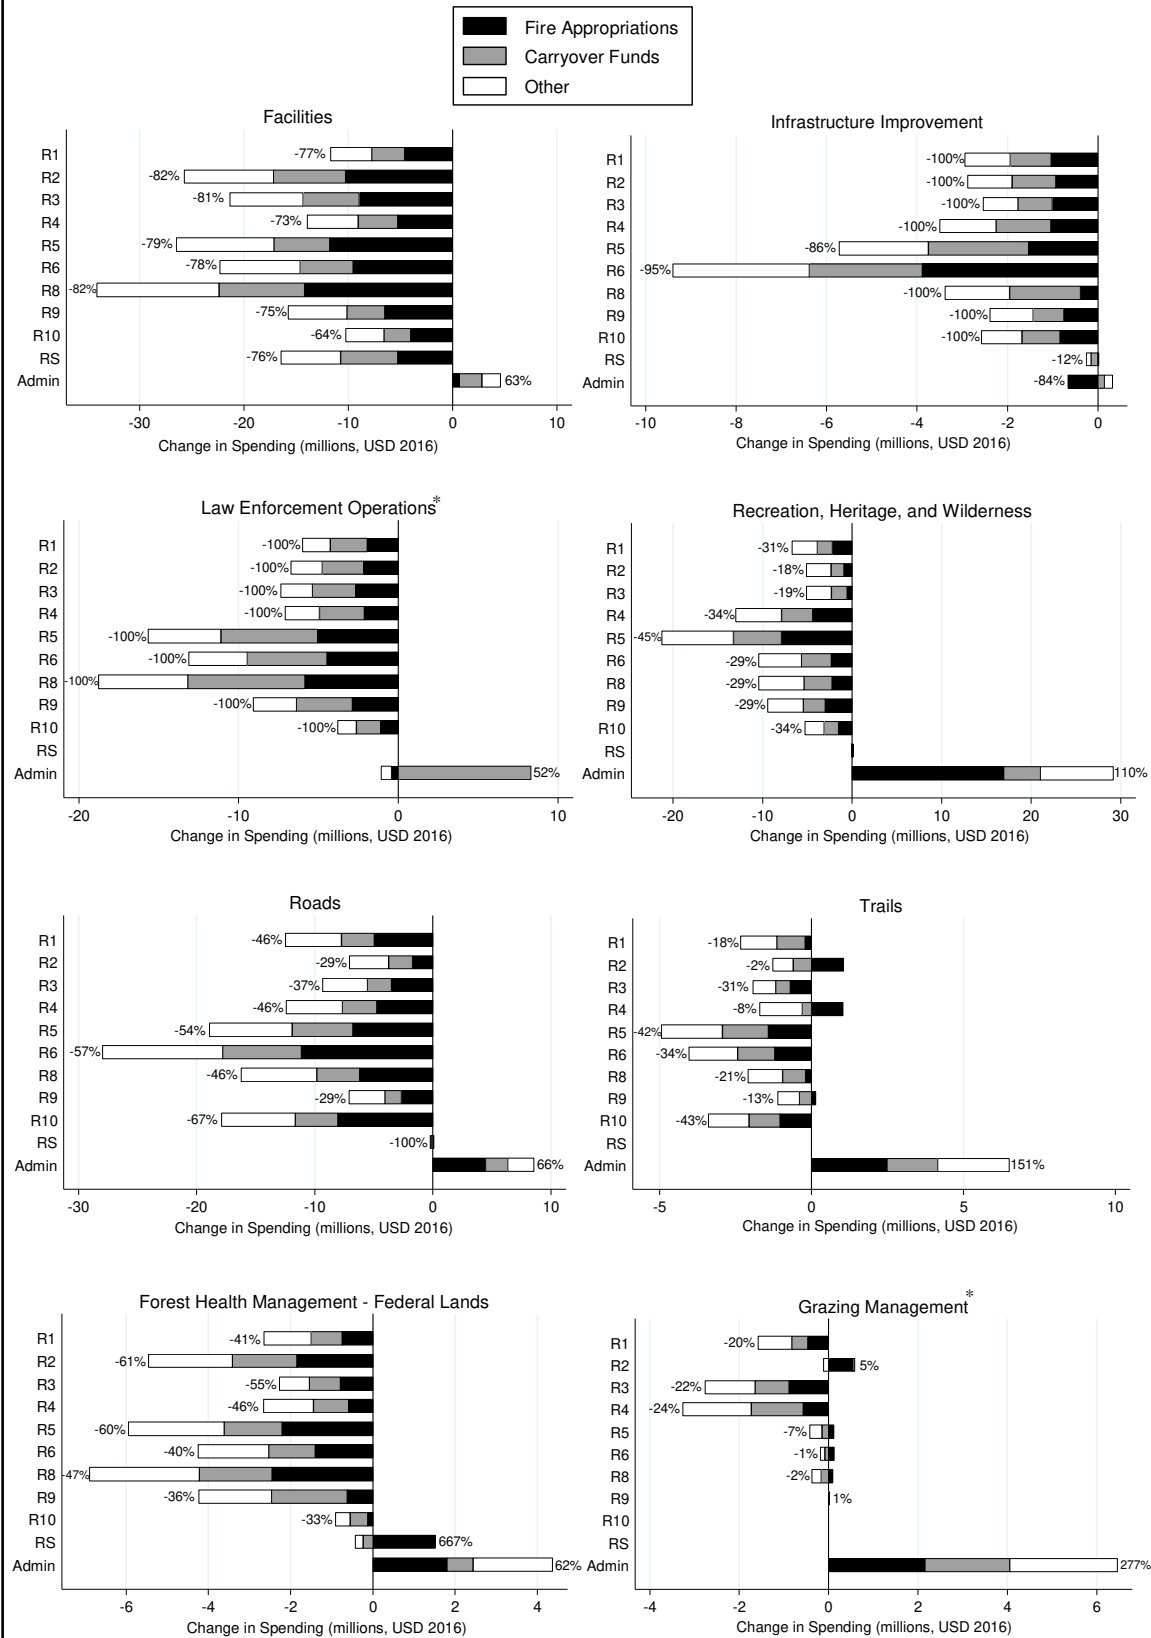 Fire Appropriations
Carryover Funds
Other
Facilities
R1 -77%
R2 -82%
R3 -81%
R4 -73%
R5 -79%
R6 -78%
R8 -82%
R9 -75%
R10 -64%
RS -76%
Admin 63%
-30 -20 -10 0 10
Change in Spending (millions, USD 2016)
Infrastructure Improvement
R1 -100%
R2 -100%
R3 -100%
R4 -100%
R5 -86%
R6 -95%
R8 -100%
R9 -100%
R10 -100%
RS -12%
Admin -84%
-10 -8 -6 -4 -2 0
Change in Spending (millions, USD 2016)
Law Enforcement Operations*
R1 -100%
R2 -100%
R3 -100%
R4 -100%
R5 -100%
R6 -100%
R8 -100%
R9 -100%
R10 -100%
RS
Admin 52%
-20 -10 0 10
Change in Spending (millions, USD 2016)
Recreation, Heritage, and Wilderness
R1 -31%
R2 -18%
R3 -19%
R4 -34%
R5 -45%
R6 -29%
R8 -29%
R9 -29%
R10 -34%
RS
Admin 110%
-20 -10 0 10 20 30
Change in Spending (millions, USD 2016)
Roads
R1 -46%
R2 -29%
R3 -37%
R4 -46%
R5 -54%
R6 -57%
R8 -46%
R9 -29%
R10 -67%
RS -100%
Admin 66%
-30 -20 -10 0 10
Change in Spending (millions, USD 2016)
Trails
R1 -18%
R2 -2%
R3 -31%
R4 -8%
R5 -42%
R6 -34%
R8 -21%
R9 -13%
R10 -43%
RS
Admin 151%
-5 0 5 10
Change in Spending (millions, USD 2016)
Forest Health Management - Federal Lands
R1 -41%
R2 -61%
R3 -55%
R4 -46%
R5 -60%
R6 -40%
R8 -47%
R9 -36%
R10 -33%
RS 667%
Admin 62%
-6 -4 -2 0 2 4
Change in Spending (millions, USD 2016)
Grazing Management*
R1 -20%
R2 5%
R3 -22%
R4 -24%
R5 -7%
R6 -1%
R8 -2%
R9 1%
R10
RS
Admin 277%
-4 -2 0 2 4 6
Change in Spending (millions, USD 2016)